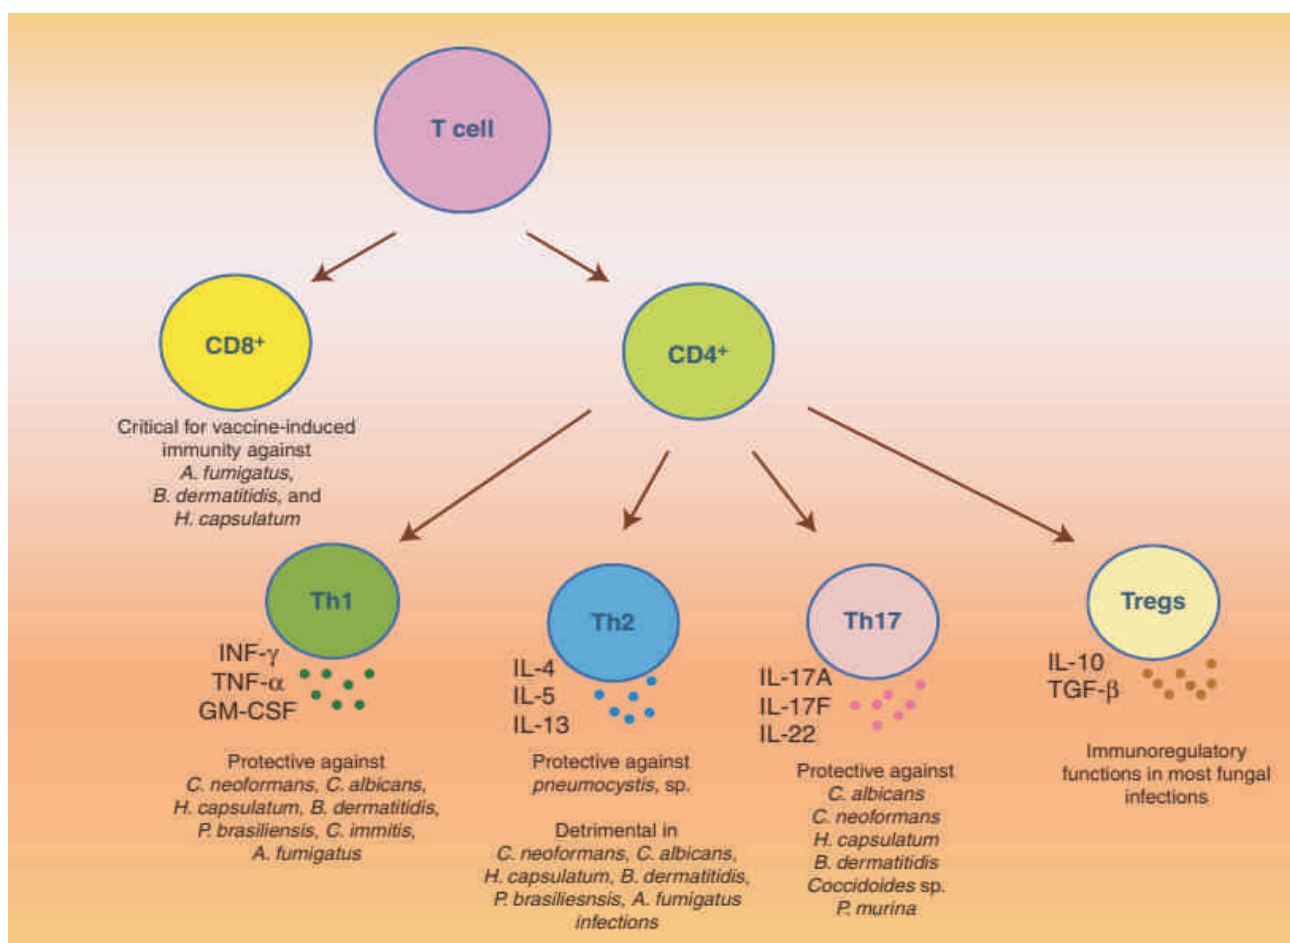 T cell
CD8+
CD4+
Critical for vaccine-induced
immunity against
A. fumigatus,
B. dermatitidis, and
H. capsulatum
Th1
INF-γ
TNF-α
GM-CSF
Protective against
C. neoformans, C. albicans,
H. capsulatum, B. dermatitidis,
P. brasiliensis, C. immitis,
A. fumigatus
Th2
IL-4
IL-5
IL-13
Protective against
pneumocystis, sp.
Detrimental in
C. neoformans, C. albicans,
H. capsulatum, B. dermatitidis,
P. brasiliesnsis, A. fumigatus
infections
Th17
IL-17A
IL-17F
IL-22
Protective against
C. albicans
C. neoformans
H. capsulatum
B. dermatitidis
Coccidoides sp.
P. murina
Tregs
IL-10
TGF-β
Immunoregulatory
functions in most fungal
infections